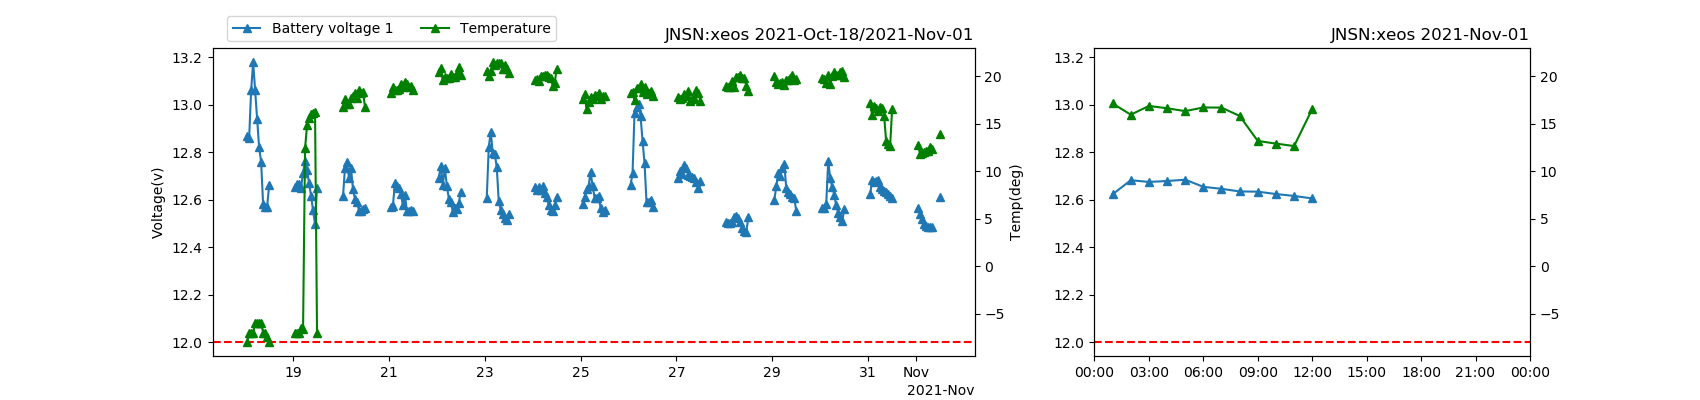 Battery voltage 1
Temperature
JNSN:xeos 2021-Oct-18/2021-Nov-01
JNSN:xeos 2021-Nov-01
13.2
13.0
12.8
12.6
12.4
12.2
12.0
Voltage(v)
20
15
10
5
0
−5
Temp(deg)
13.2
13.0
12.8
12.6
12.4
12.2
12.0
20
15
10
5
0
−5
19 21 23 25 27 29 31 Nov
2021-Nov
00:00 03:00 06:00 09:00 12:00 15:00 18:00 21:00 00:00